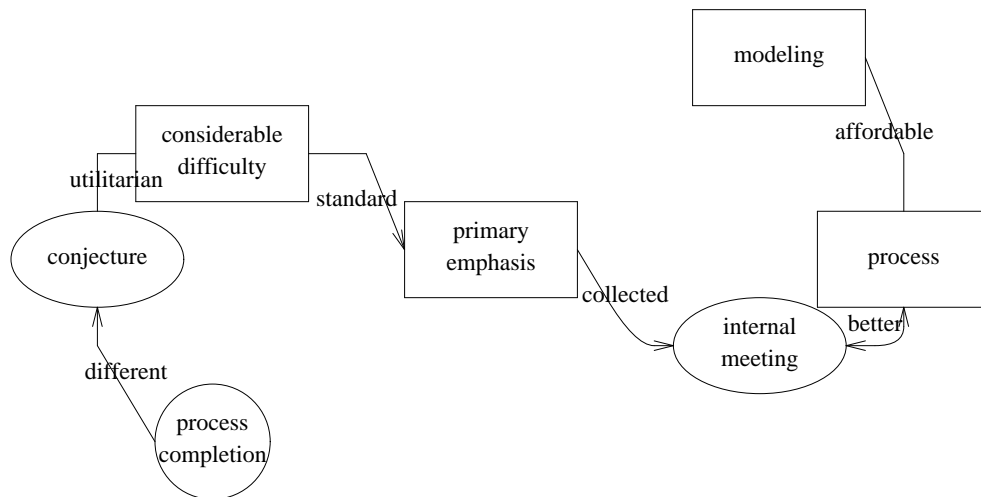 modeling
affordable
considerable
difficulty
utilitarian
standard
primary
emphasis
conjecture
process
collected
internal
meeting
better
different
process
completion